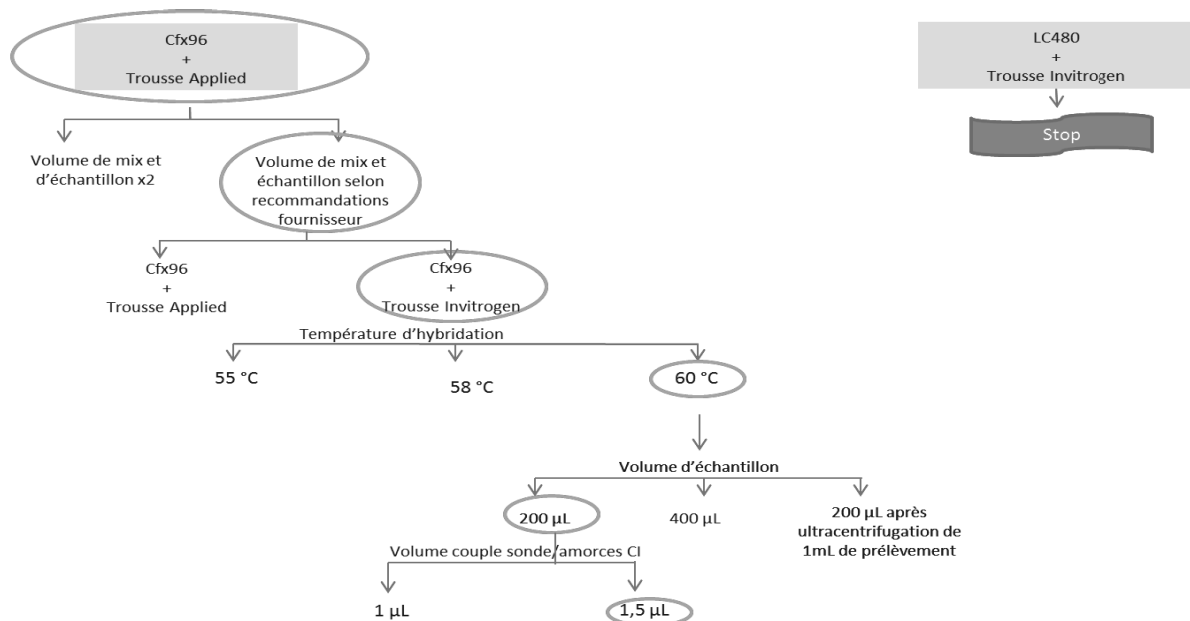 Cfx96
+
Trousse Applied
LC480
+
Trousse Invitrogen
Stop
Volume de mix et
d’échantillon x2
Volume de mix et
échantillon selon
recommandations
fournisseur
Cfx96
+
Trousse Applied
Cfx96
+
Trousse Invitrogen
Température d’hybridation
55 °C
58 °C
60 °C
Volume d’échantillon
200 µL
400 µL
200 µL après
ultracentrifugation de
1mL de prélèvement
Volume couple sonde/amorces CI
1 µL
1,5 µL